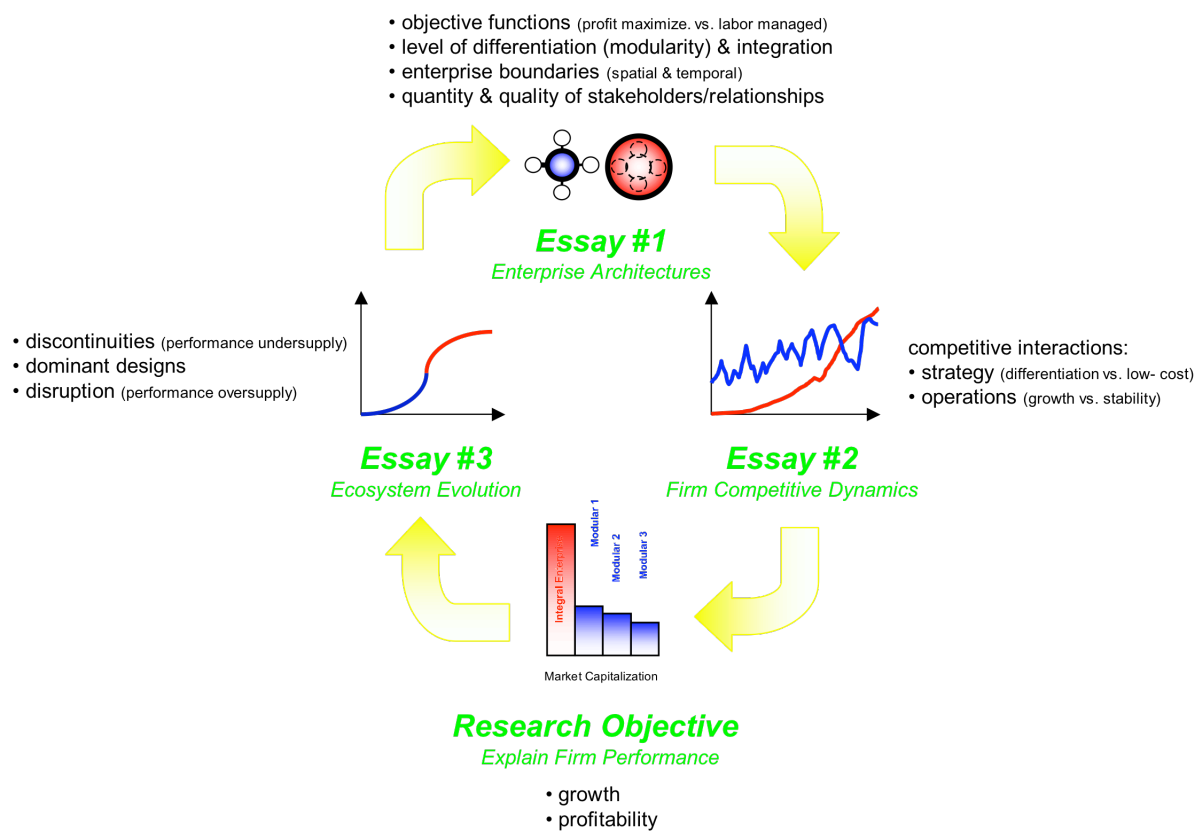 • objective functions (profit maximize. vs. labor managed)
• level of differentiation (modularity) & integration
• enterprise boundaries (spatial & temporal)
• quantity & quality of stakeholders/relationships
Essay #1
Enterprise Architectures
• discontinuities (performance undersupply)
• dominant designs
• disruption (performance oversupply)
competitive interactions:
• strategy (differentiation vs. low- cost)
• operations (growth vs. stability)
Essay #3
Ecosystem Evolution
Essay #2
Firm Competitive Dynamics
Integral Enterprise
Modular 1
Modular 2
Modular 3
Market Capitalization
Research Objective
Explain Firm Performance
• growth
• profitability